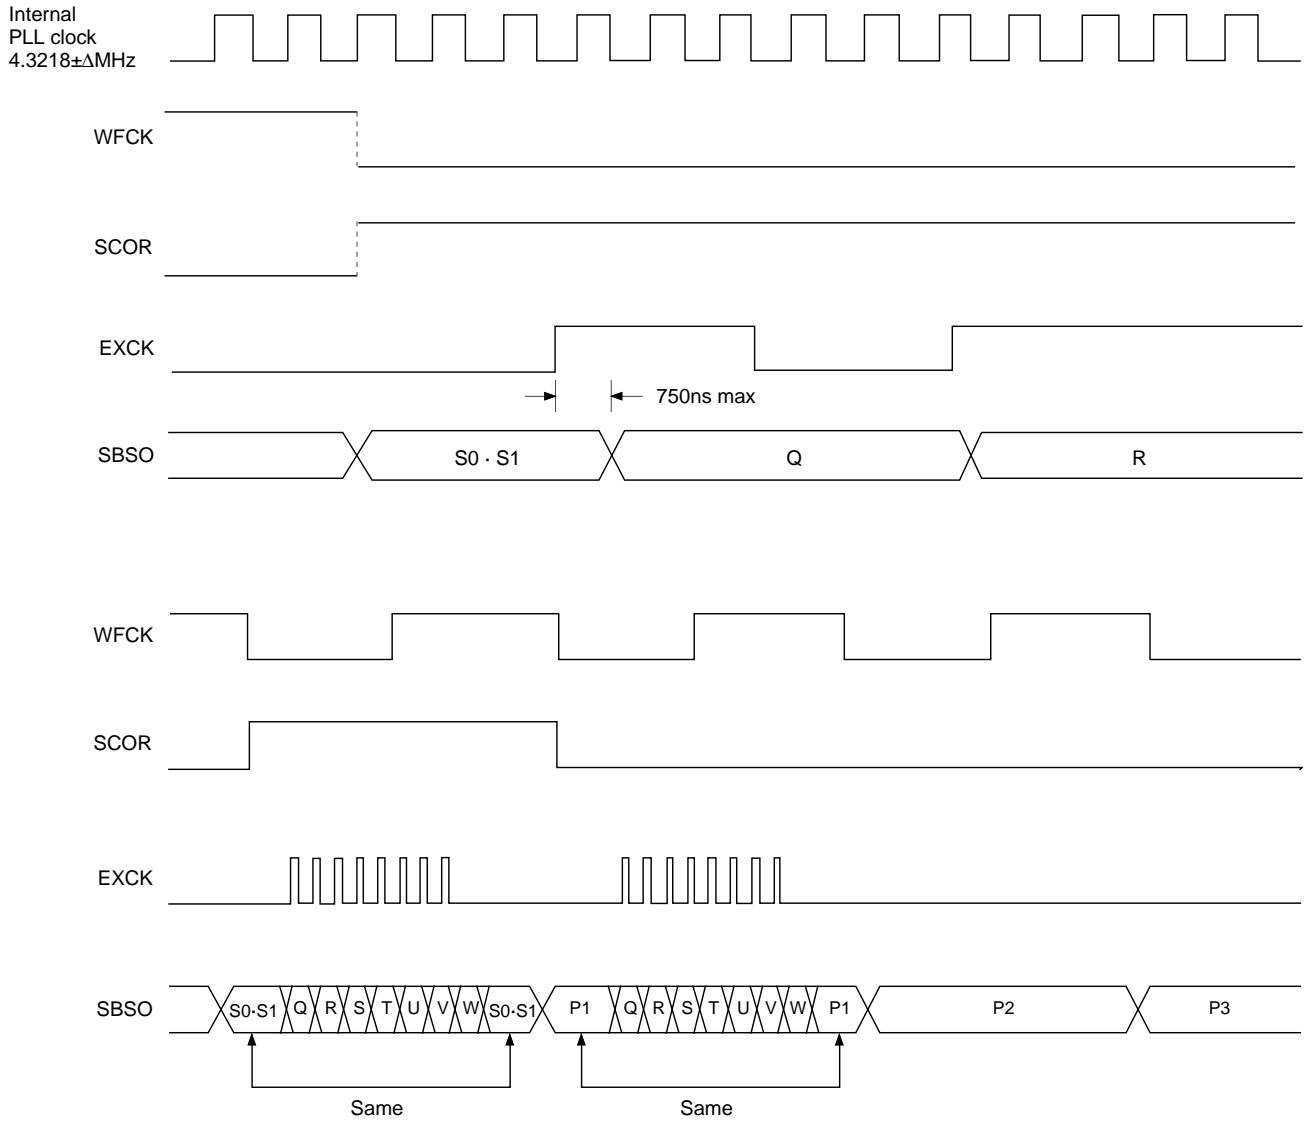 Internal
PLL clock
4.3218±ΔMHz
WFCK
SCOR
EXCK
750ns max
SBSO
S0 · S1
Q
R
WFCK
SCOR
EXCK
SBSO
S0·S1 Q R S T U V W S0·S1 P1 Q R S T U V W P1 P2 P3
Same
Same